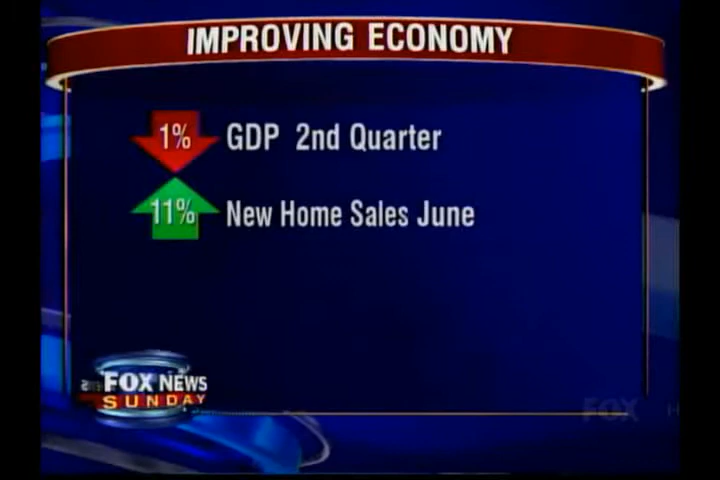 IMPROVING ECONOMY
1% GDP 2nd Quarter
11% New Home Sales June
FOX NEWS
SUNDAY
FOX